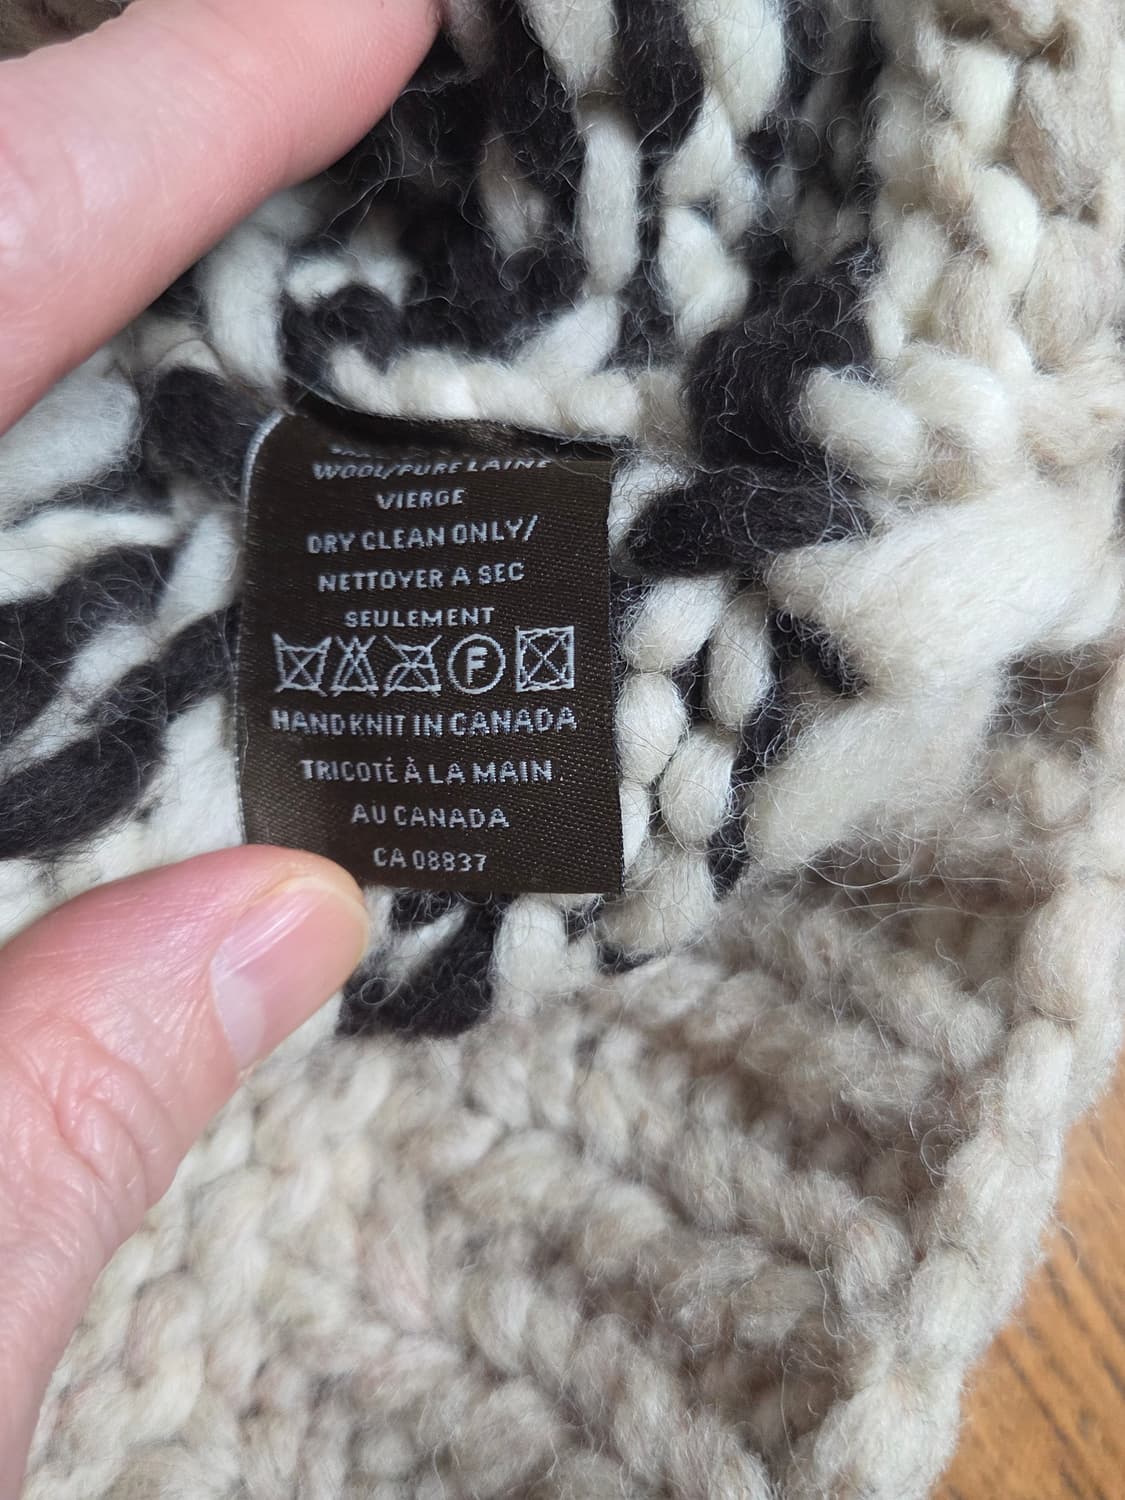 WOOL/PURE LAINE
VIERGE
DRY CLEAN ONLY/
NETTOYER A SEC
SEULEMENT
F
HAND KNIT IN CANADA
TRICOTÉ À LA MAIN
AU CANADA
CA 08837